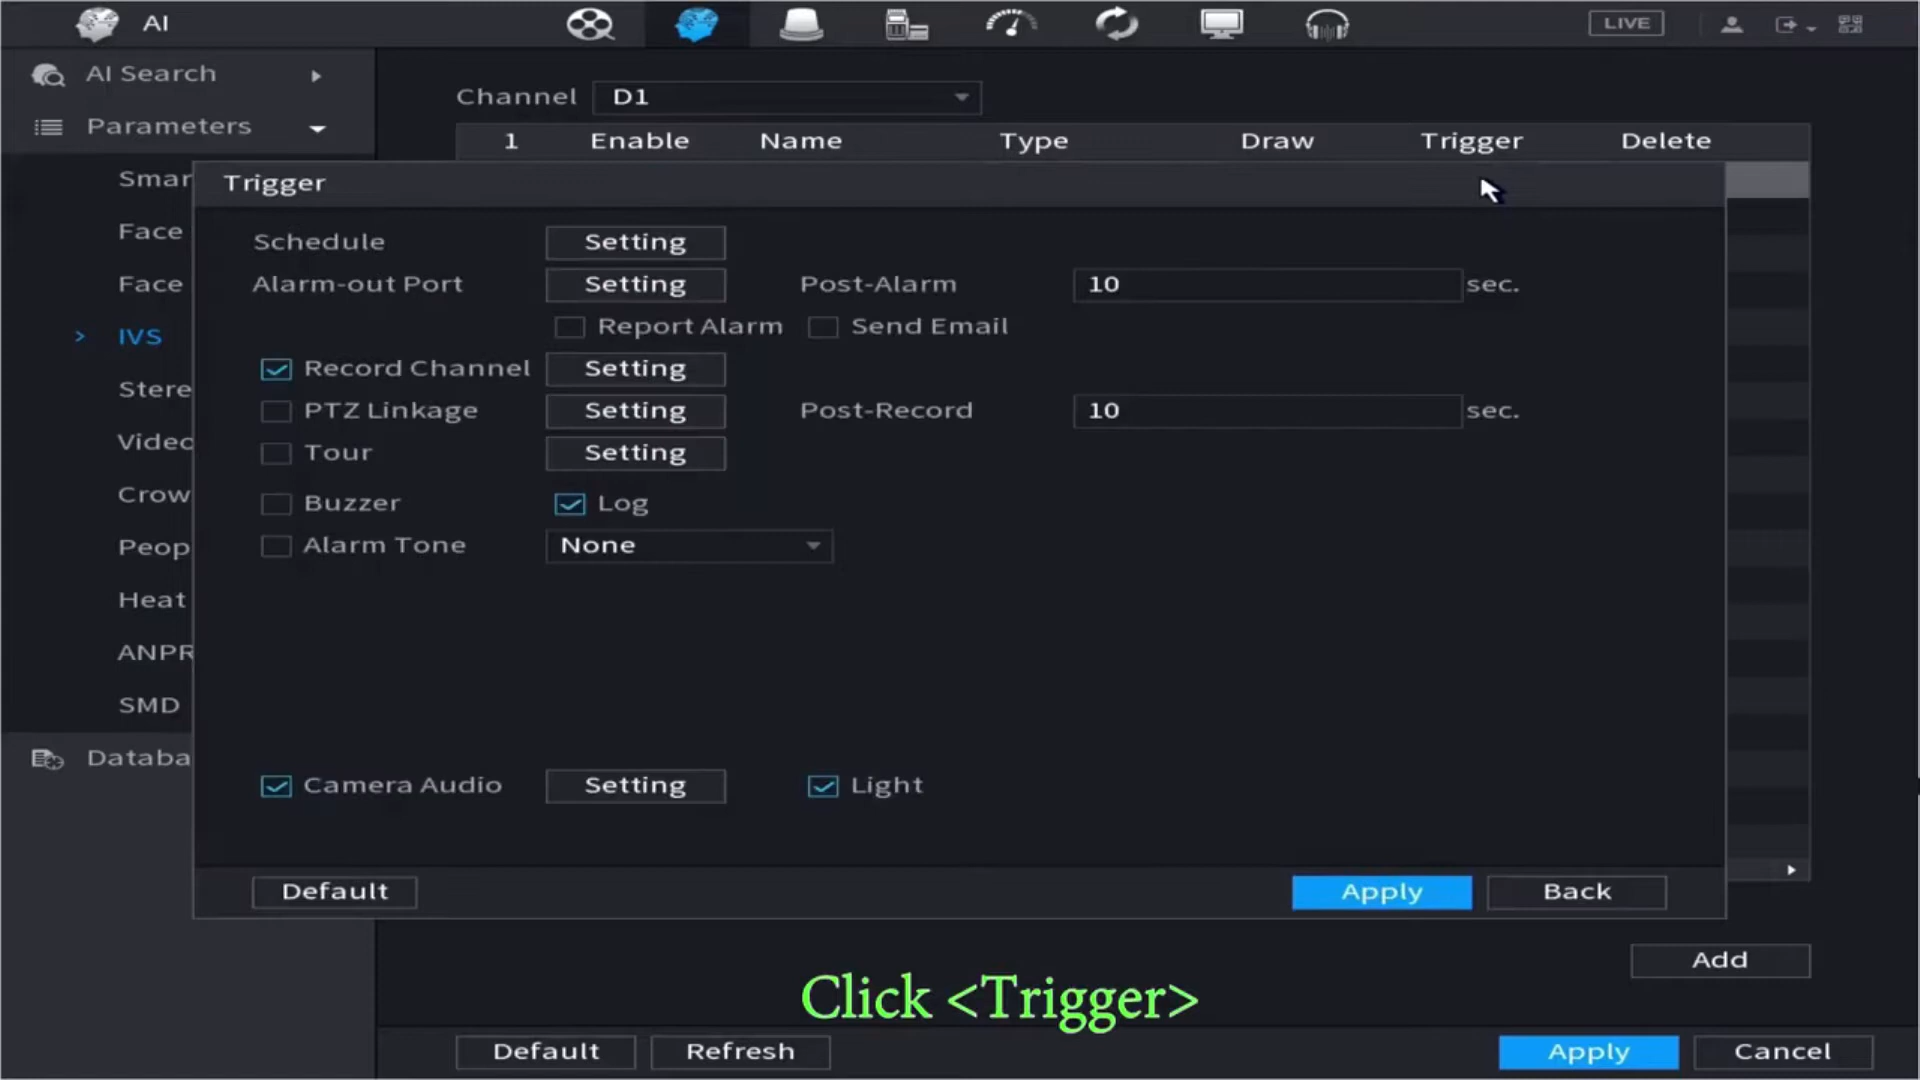 AI
LIVE
AI Search
Parameters
Channel D1
1 Enable Name Type Draw Trigger Delete
Smar
Face
Face
> IVS
Stere
Videc
Crow
Peop
Heat
ANPR
SMD
Databa
Trigger
Schedule Setting
Alarm-out Port Setting Post-Alarm 10 sec.
Report Alarm Send Email
Record Channel Setting
PTZ Linkage Setting Post-Record 10 sec.
Tour Setting
Buzzer Log
Alarm Tone None
Camera Audio Setting Light
Default Apply Back
Add
Click <Trigger>
Default Refresh Apply Cancel